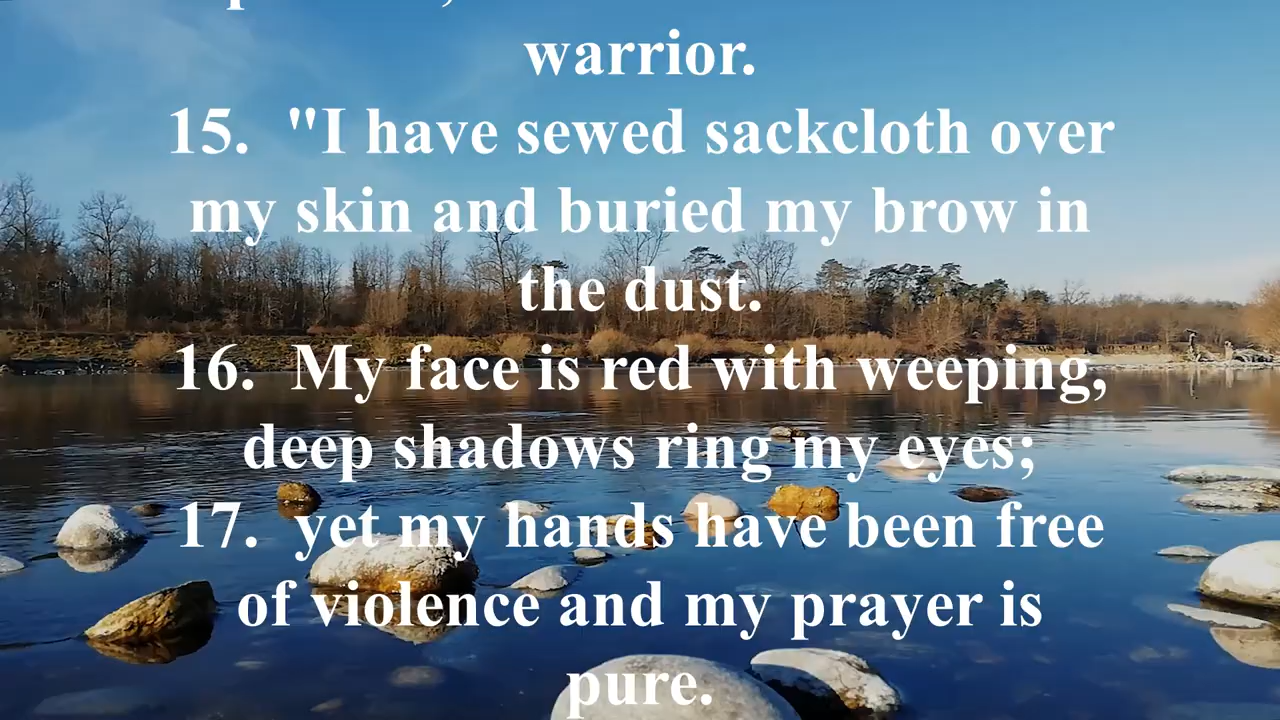 warrior.
15.  "I have sewed sackcloth over
my skin and buried my brow in
the dust.
16.  My face is red with weeping,
deep shadows ring my eyes;
17.  yet my hands have been free
of violence and my prayer is
pure.